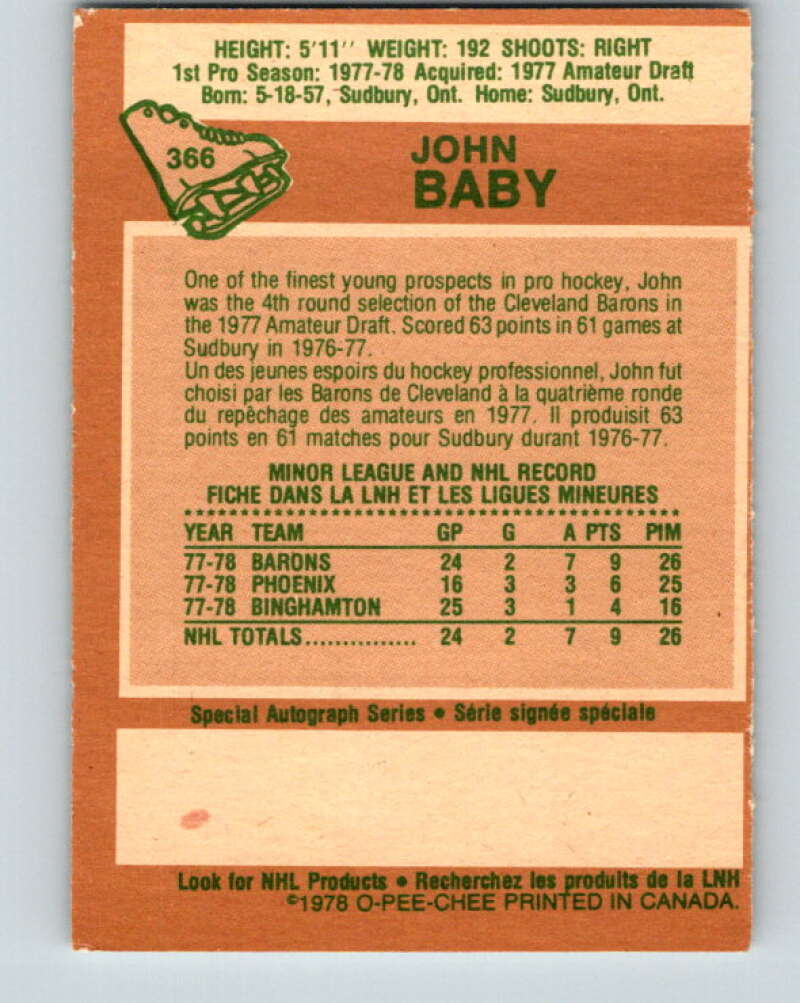 HEIGHT: 5'11'' WEIGHT: 192 SHOOTS: RIGHT
1st Pro Season: 1977-78 Acquired: 1977 Amateur Draft
Born: 5-18-57, Sudbury, Ont. Home: Sudbury, Ont.
366
JOHN
BABY
One of the finest young prospects in pro hockey, John
was the 4th round selection of the Cleveland Barons in
the 1977 Amateur Draft. Scored 63 points in 61 games at
Sudbury in 1976-77.
Un des jeunes espoirs du hockey professionnel, John fut
choisi par les Barons de Cleveland à la quatrième ronde
du repêchage des amateurs en 1977. Il produisit 63
points en 61 matches pour Sudbury durant 1976-77.
MINOR LEAGUE AND NHL RECORD
FICHE DANS LA LNH ET LES LIGUES MINEURES
YEAR TEAM GP G A PTS PIM
77-78 BARONS 24 2 7 9 26
77-78 PHOENIX 16 3 3 6 25
77-78 BINGHAMTON 25 3 1 4 16
NHL TOTALS............... 24 2 7 9 26
Special Autograph Series • Série signée spéciale
Look for NHL Products • Recherchez les produits de la LNH
©1978 O-PEE-CHEE PRINTED IN CANADA.